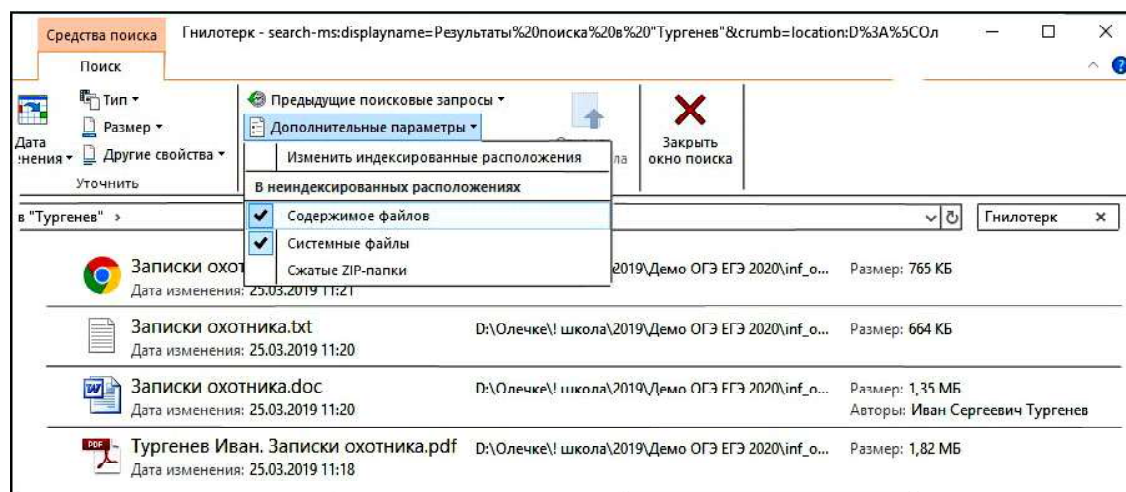 Средства поиска
Гнилотерк - search-ms:displayname=Результаты%20поиска%20в%20"Тургенев"&crumb=location:D%3A%5CОл
Поиск
Дата
Тип
Размер
Другие свойства
Уточнить
Предыдущие поисковые запросы
Дополнительные параметры
Изменить индексированные расположения
В неиндексированных расположениях
Содержимое файлов
Системные файлы
Сжатые ZIP-папки
Закрыть
окно поиска
в "Тургенев" >
Гнилотерк
2019\Демо ОГЭ ЕГЭ 2020\inf_o... Размер: 765 КБ
Дата изменения: 25.03.2019 11:21
Записки охотника.txt D:\Олечке\! школа\2019\Демо ОГЭ ЕГЭ 2020\inf_o... Размер: 664 КБ
Дата изменения: 25.03.2019 11:20
Записки охотника.doc D:\Олечке\! школа\2019\Демо ОГЭ ЕГЭ 2020\inf_o... Размер: 1,35 МБ
Дата изменения: 25.03.2019 11:20 Авторы: Иван Сергеевич Тургенев
Тургенев Иван. Записки охотника.pdf D:\Олечке\! школа\2019\Демо ОГЭ ЕГЭ 2020\inf_o... Размер: 1,82 МБ
Дата изменения: 25.03.2019 11:18